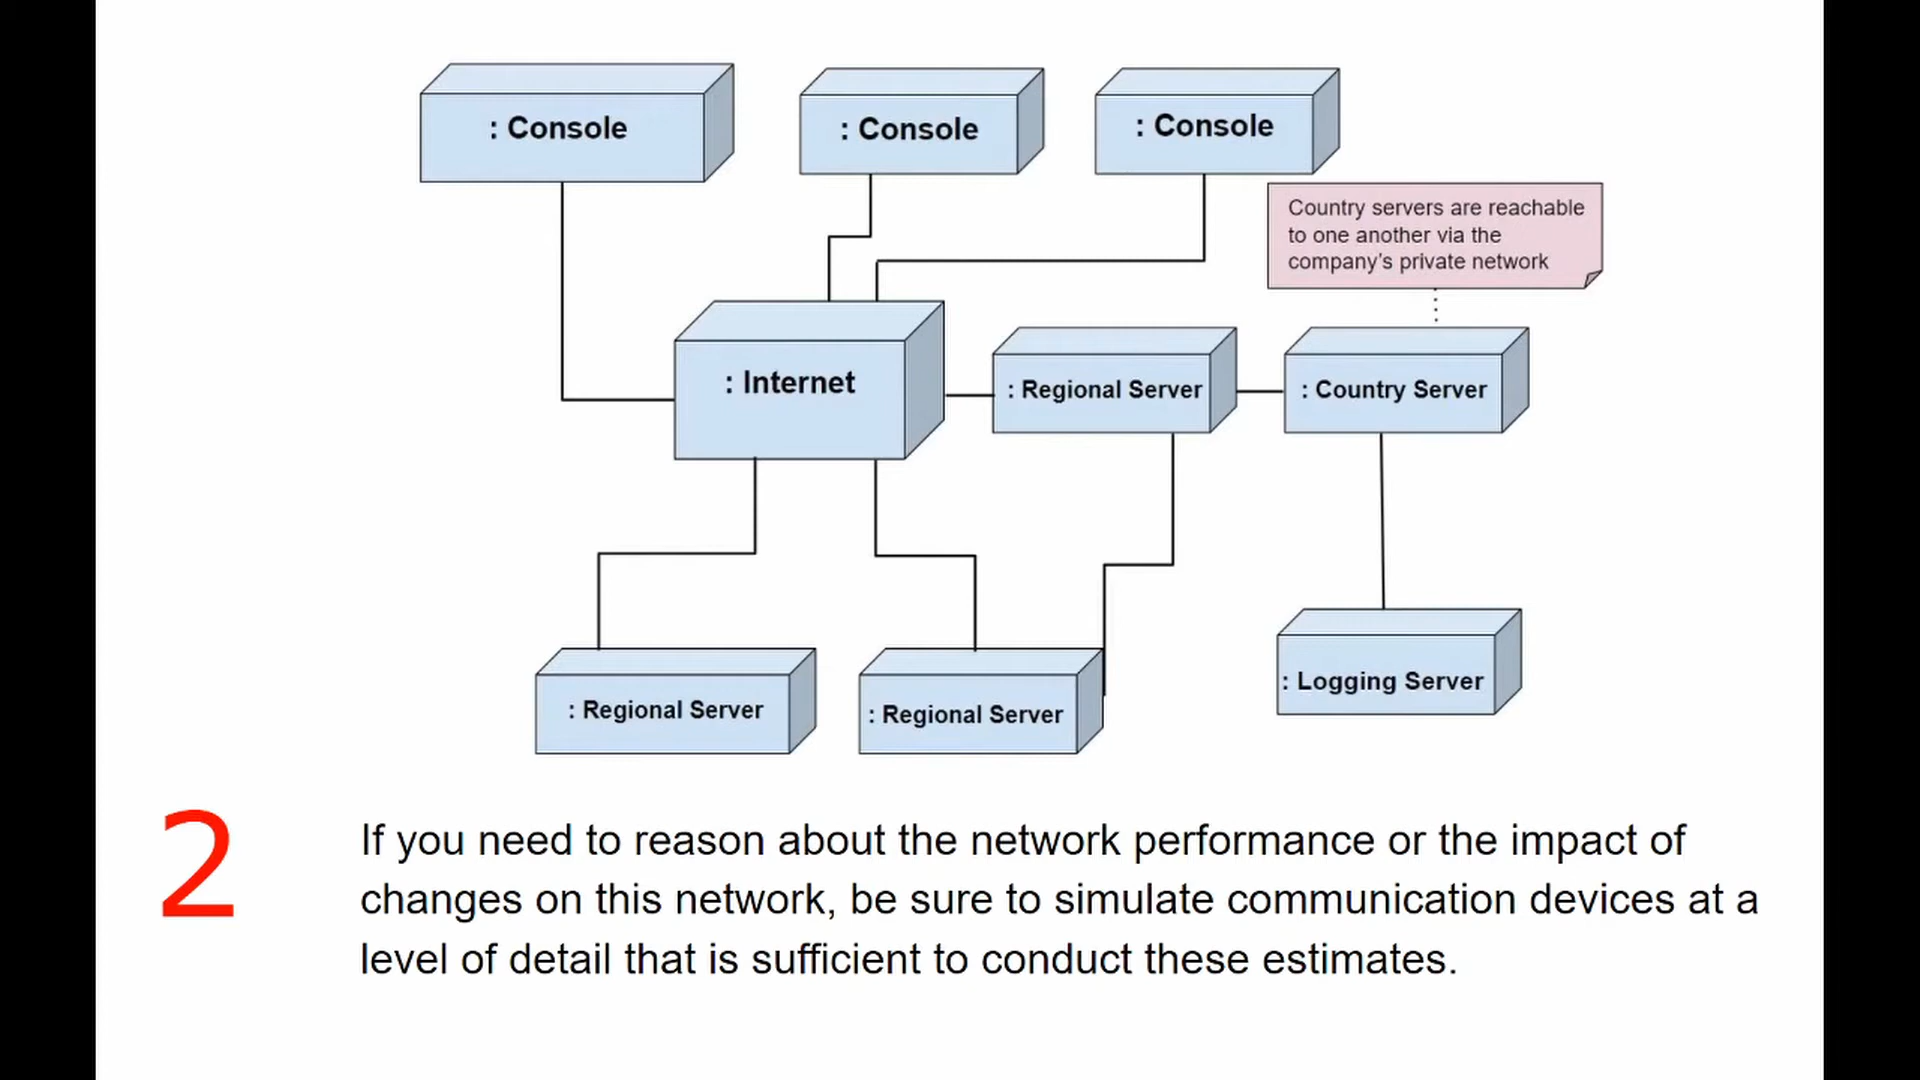 : Console
: Console
: Console
Country servers are reachable
to one another via the
company's private network
: Internet
: Regional Server
: Country Server
: Regional Server
: Regional Server
: Logging Server
2
If you need to reason about the network performance or the impact of
changes on this network, be sure to simulate communication devices at a
level of detail that is sufficient to conduct these estimates.